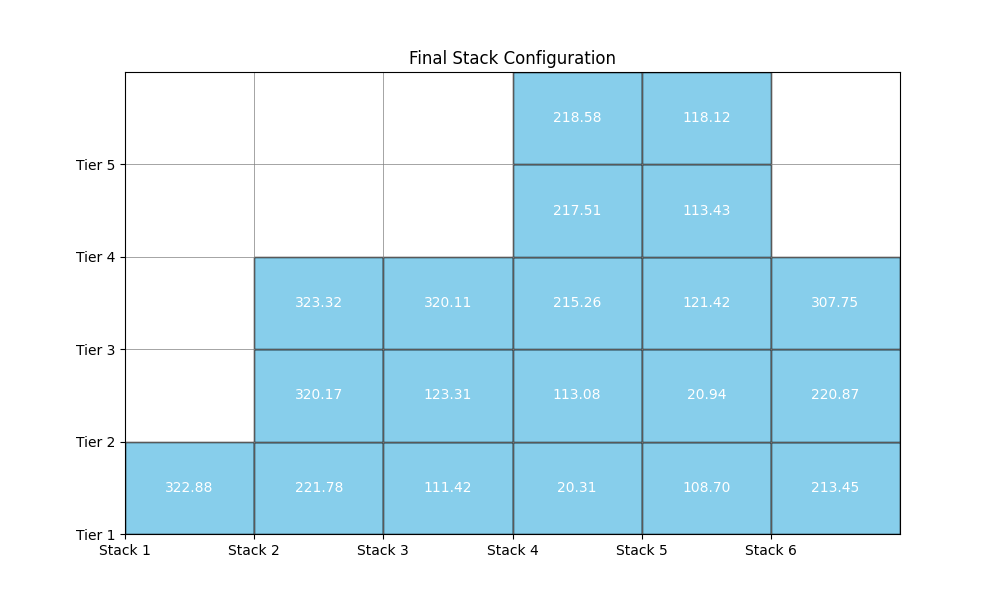 Final Stack Configuration
218.58 118.12
Tier 5
217.51 113.43
Tier 4
323.32 320.11 215.26 121.42 307.75
Tier 3
320.17 123.31 113.08 20.94 220.87
Tier 2
322.88 221.78 111.42 20.31 108.70 213.45
Tier 1
Stack 1 Stack 2 Stack 3 Stack 4 Stack 5 Stack 6